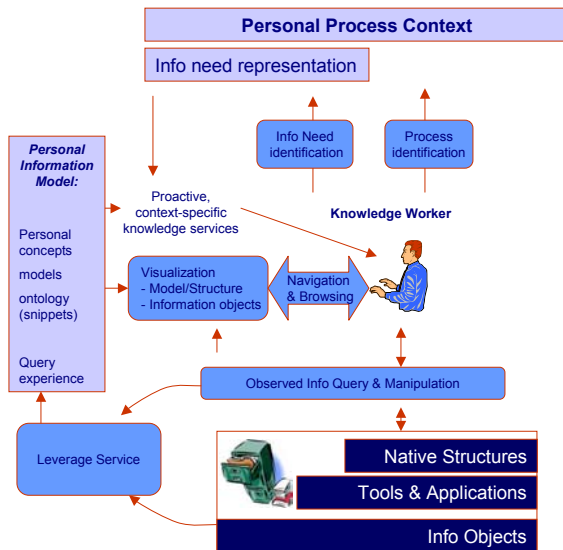 Personal Process Context
Info need representation
Info Need
identification
Process
identification
Personal
Information
Model:
Personal
concepts
models
ontology
(snippets)
Query
experience
Proactive,
context-specific
knowledge services
Knowledge Worker
Visualization
- Model/Structure
- Information objects
Navigation
& Browsing
Observed Info Query & Manipulation
Leverage Service
Native Structures
Tools & Applications
Info Objects